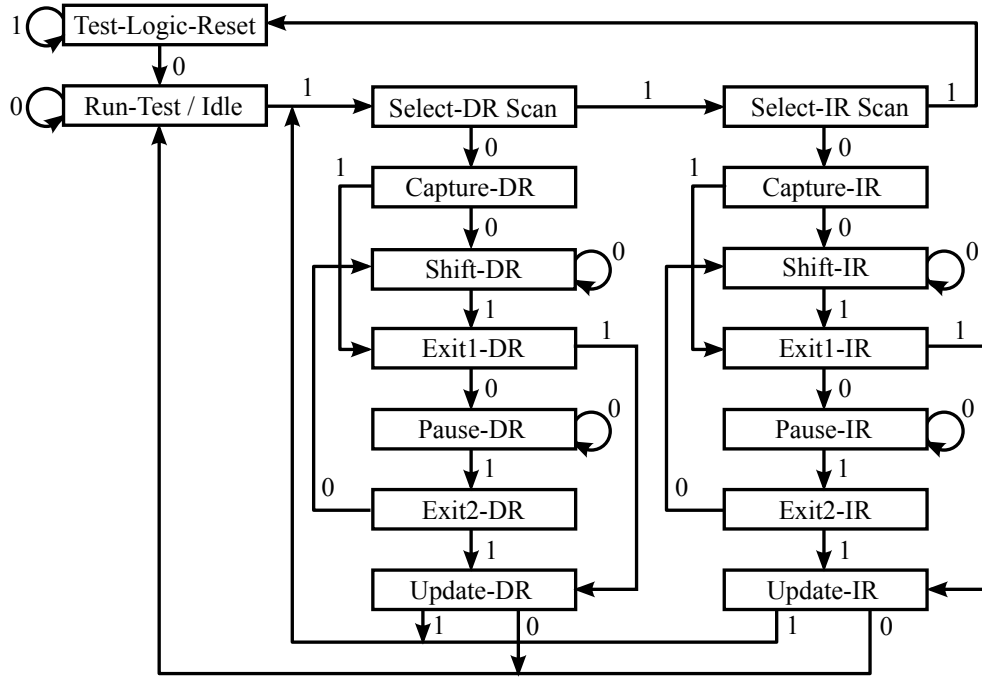 1 Test-Logic-Reset
0
0 Run-Test / Idle 1 Select-DR Scan 1 Select-IR Scan 1
0 0
1 Capture-DR 1 Capture-IR
0 0
Shift-DR 0 Shift-IR 0
1 1
Exit1-DR 1 Exit1-IR 1
0 0
Pause-DR 0 Pause-IR 0
1 1
0 Exit2-DR 0 Exit2-IR
1 1
Update-DR Update-IR
1 0 1 0